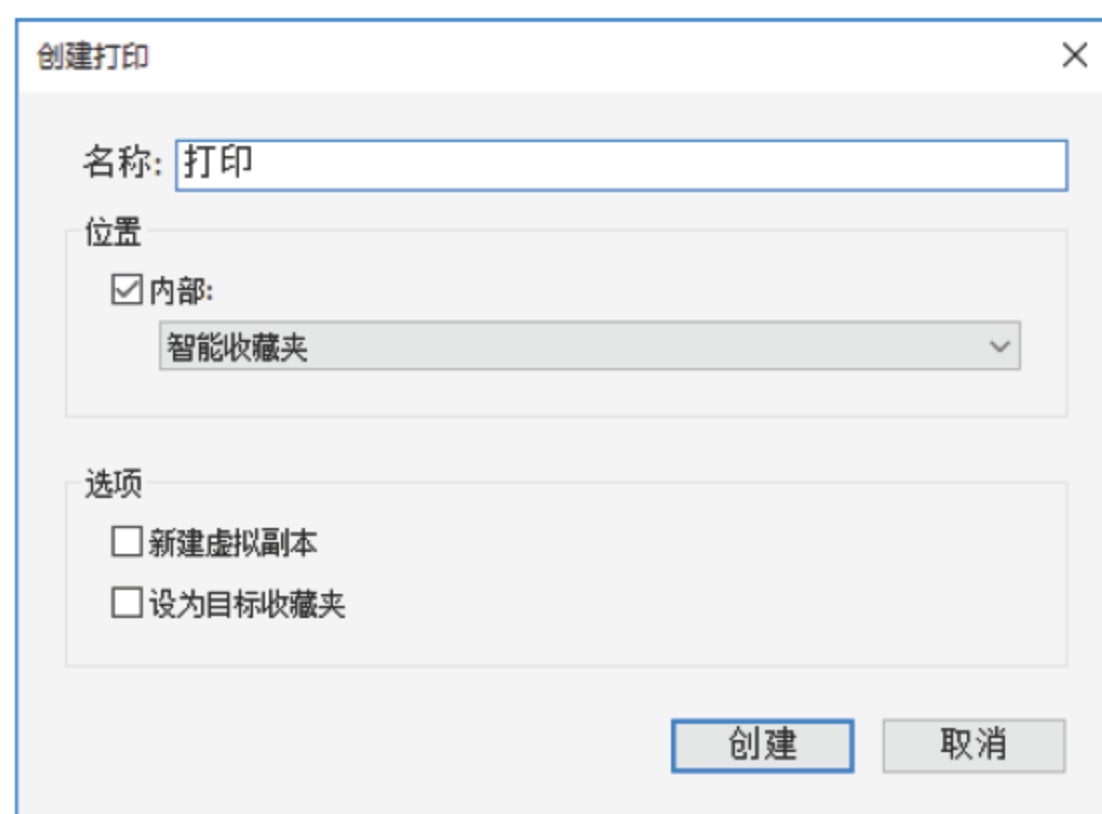 创建打印
名称: 打印
位置
内部:
智能收藏夹
选项
新建虚拟副本
设为目标收藏夹
创建 取消